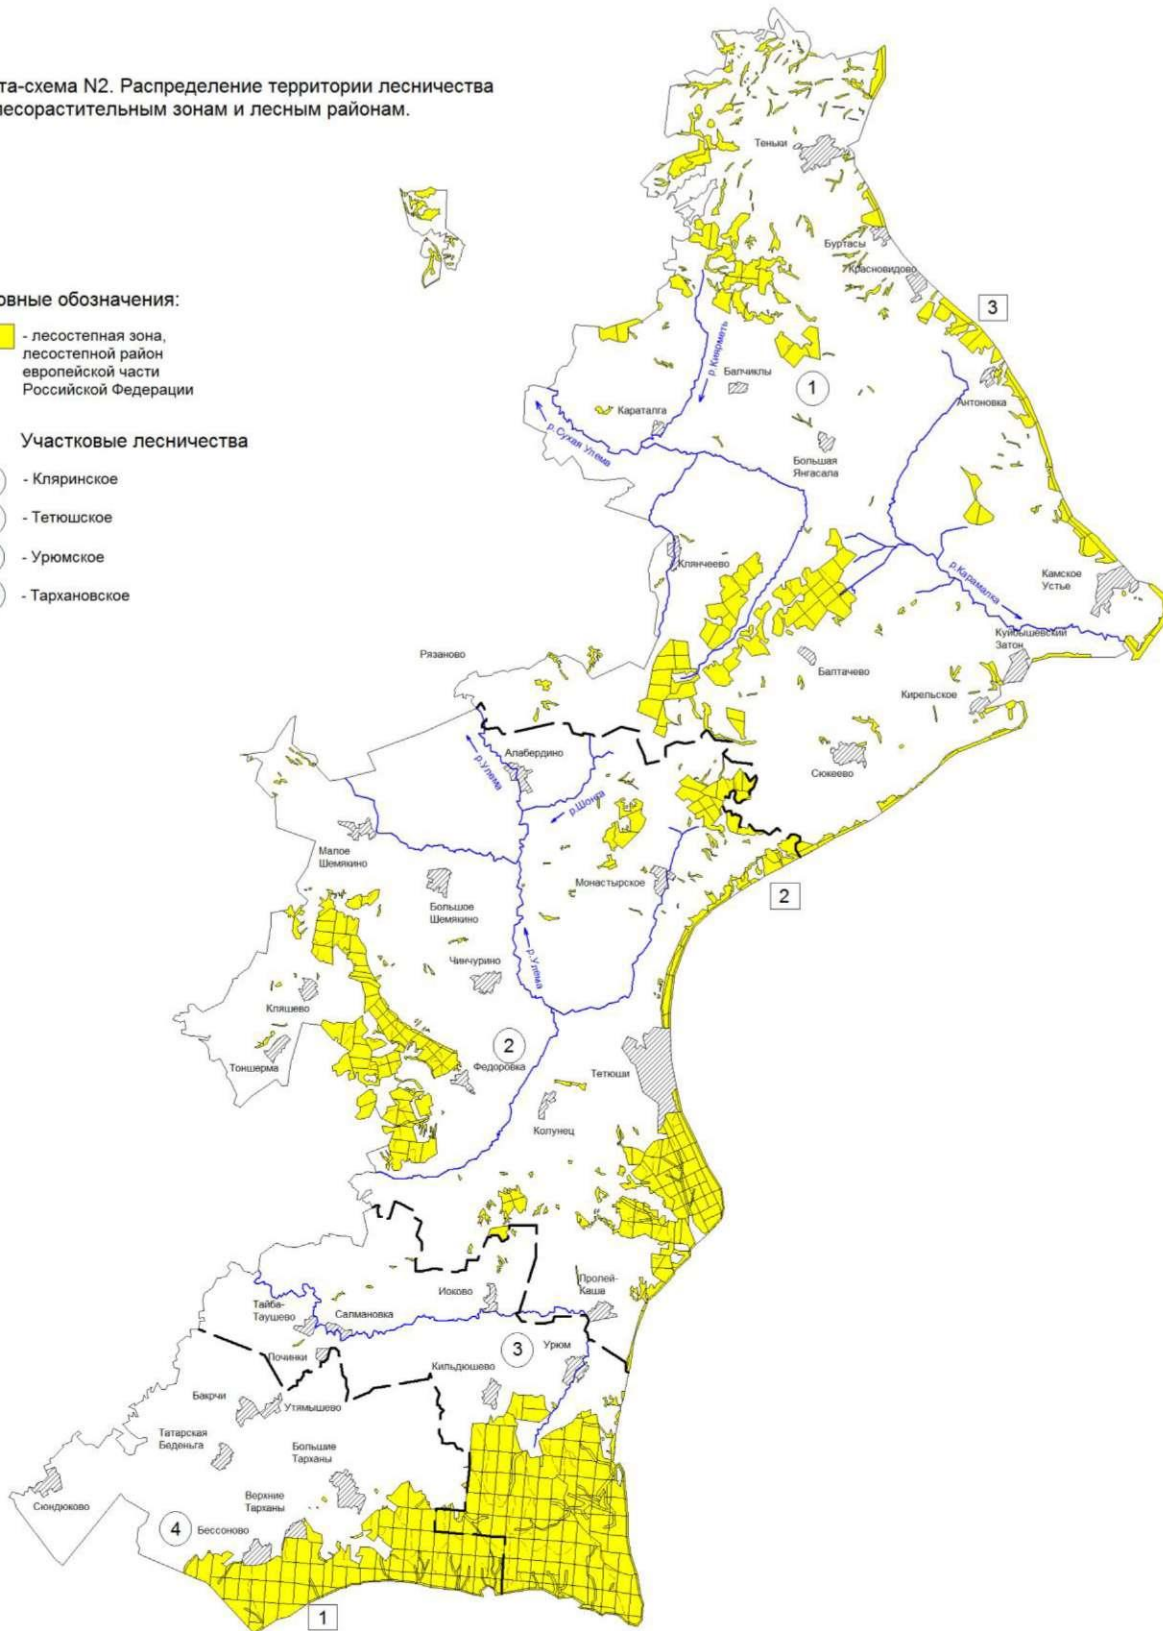 та-схема N2. Распределение территории лесничества
лесорастительным зонам и лесным районам.
Теньки
Буртасы
Красновидово
3
овные обозначения:
- лесостепная зона,
лесостепной район
европейской части
Российской Федерации
р.Киярметь
Балчиклы
1
Антоновка
Караталга
р.Сухая Улема
Большая
Янгасала
Участковые лесничества
- Кляринское
- Тетюшское
- Урюмское
- Тархановское
Клянчеево
р.Карамалка
Камское
Устье
Куйбышевский
Затон
Рязаново
Балтачево
Кирельское
Алабердино
р.Улема
Сюкеево
р.Шонга
Малое
Шемякино
Монастырское
2
Большое
Шемякино
Чинчурино
р.Улема
Кляшево
2
Федоровка
Тоншерма
Тетюши
Колунец
Пролей-
Каша
Иоково
Тайба-
Таушево
Салмановка
3
Урюм
Починки
Кильдюшево
Бакрчи
Утямышево
Татарская
Беденьга
Большие
Тарханы
Верхние
Тарханы
Сюндюково
4
Бессоново
1